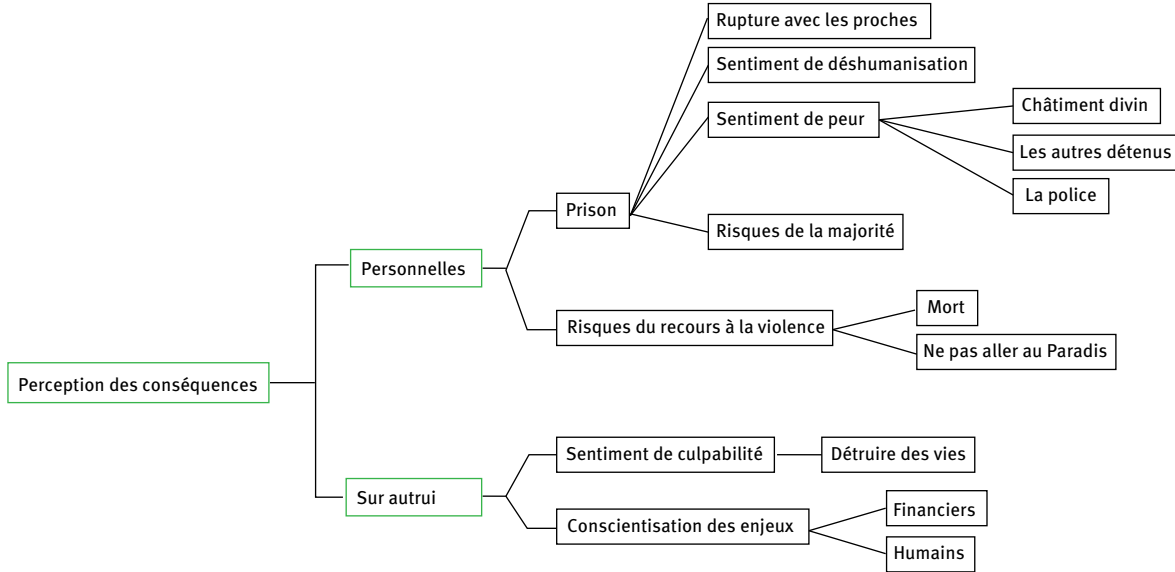 Rupture avec les proches
Sentiment de déshumanisation
Sentiment de peur
Châtiment divin
Les autres détenus
La police
Prison
Risques de la majorité
Personnelles
Risques du recours à la violence
Mort
Ne pas aller au Paradis
Perception des conséquences
Sentiment de culpabilité
Détruire des vies
Sur autrui
Conscientisation des enjeux
Financiers
Humains